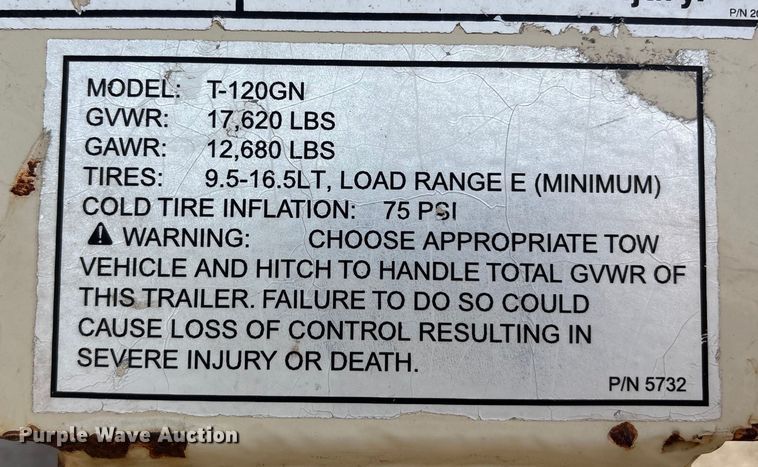 P/N
MODEL: T-120GN
GVWR: 17,620 LBS
GAWR: 12,680 LBS
TIRES: 9.5-16.5LT, LOAD RANGE E (MINIMUM)
COLD TIRE INFLATION: 75 PSI
WARNING: CHOOSE APPROPRIATE TOW
VEHICLE AND HITCH TO HANDLE TOTAL GVWR OF
THIS TRAILER. FAILURE TO DO SO COULD
CAUSE LOSS OF CONTROL RESULTING IN
SEVERE INJURY OR DEATH.
P/N 5732
Purple Wave Auction